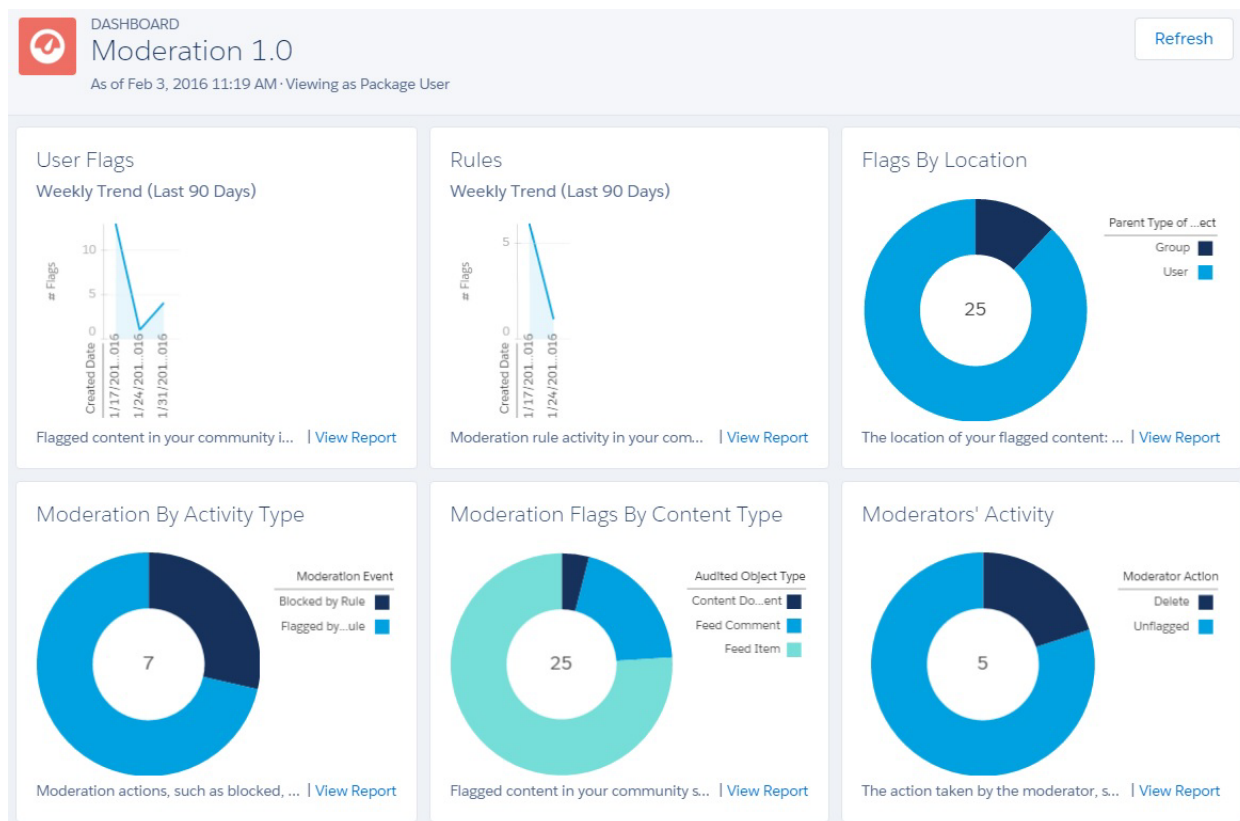 DASHBOARD
Moderation 1.0
As of Feb 3, 2016 11:19 AM · Viewing as Package User
Refresh
User Flags
Weekly Trend (Last 90 Days)
# Flags
10
5
0
Created Date
1/17/201...016
1/24/201...016
1/31/201...016
Flagged content in your community i... | View Report
Rules
Weekly Trend (Last 90 Days)
# Flags
5
0
Created Date
1/17/201...016
1/24/201...016
Moderation rule activity in your com... | View Report
Flags By Location
Parent Type of ...ect
Group
User
25
The location of your flagged content: ... | View Report
Moderation By Activity Type
Moderation Event
Blocked by Rule
Flagged by...ule
7
Moderation actions, such as blocked, ... | View Report
Moderation Flags By Content Type
Audited Object Type
Content Do...ent
Feed Comment
Feed Item
25
Flagged content in your community s... | View Report
Moderators' Activity
Moderator Action
Delete
Unflagged
5
The action taken by the moderator, s... | View Report